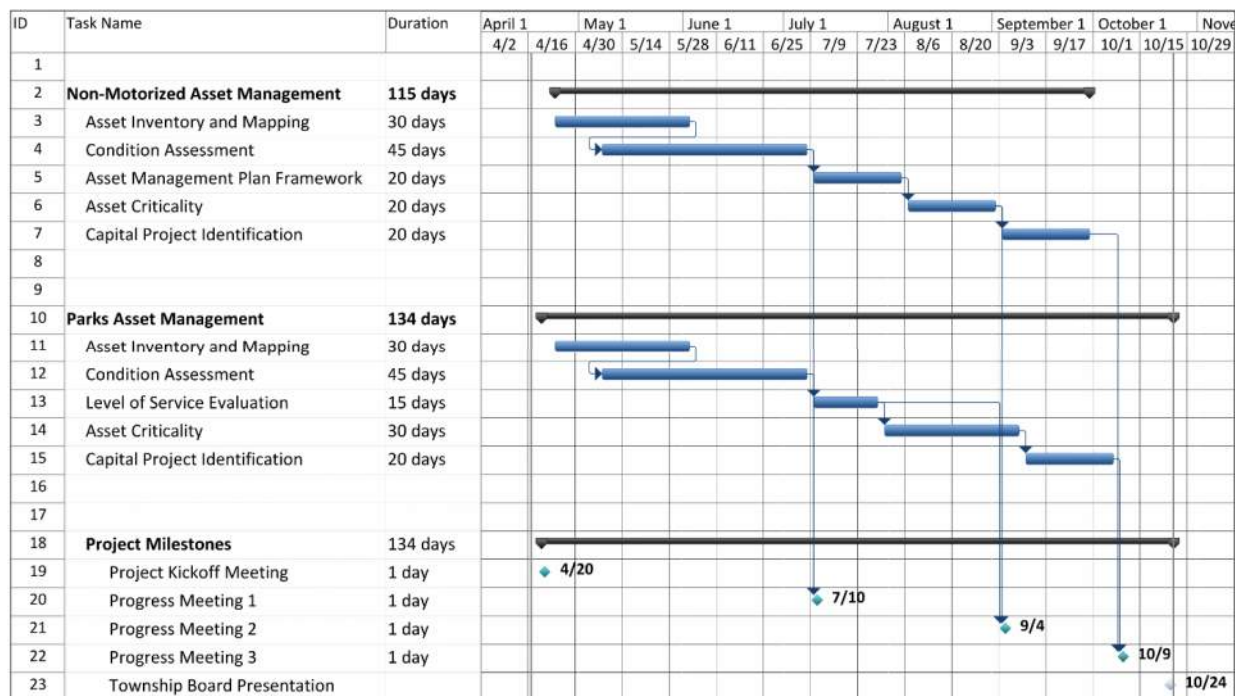 ID Task Name Duration April 1 May 1 June 1 July 1 August 1 September 1 October 1 Nove
4/2 4/16 4/30 5/14 5/28 6/11 6/25 7/9 7/23 8/6 8/20 9/3 9/17 10/1 10/15 10/29
1
2 Non-Motorized Asset Management 115 days
3 Asset Inventory and Mapping 30 days
4 Condition Assessment 45 days
5 Asset Management Plan Framework 20 days
6 Asset Criticality 20 days
7 Capital Project Identification 20 days
8
9
10 Parks Asset Management 134 days
11 Asset Inventory and Mapping 30 days
12 Condition Assessment 45 days
13 Level of Service Evaluation 15 days
14 Asset Criticality 30 days
15 Capital Project Identification 20 days
16
17
18 Project Milestones 134 days
19 Project Kickoff Meeting 1 day 4/20
20 Progress Meeting 1 1 day 7/10
21 Progress Meeting 2 1 day 9/4
22 Progress Meeting 3 1 day 10/9
23 Township Board Presentation 10/24